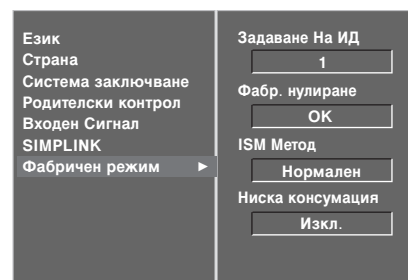 Език
Страна
Система заключване
Родителски контрол
Входен Сигнал
SIMPLINK
Фабричен режим ►
Задаване На ИД
1
Фабр. нулиране
OK
ISM Метод
Нормален
Ниска консумация
Изкл.